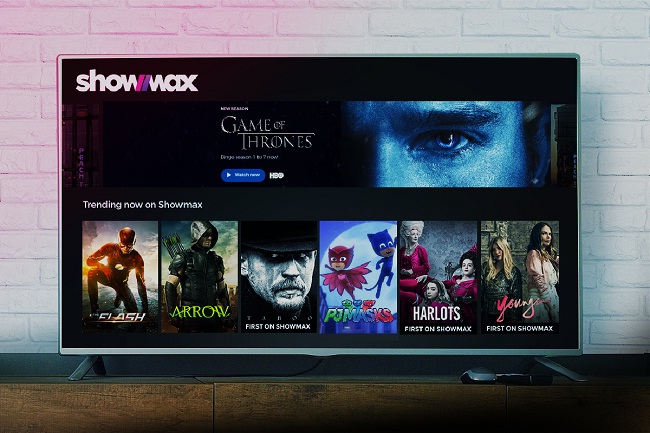 showmax
NEW SEASON
GAME OF
THRONES
Binge season 1 to 7 now!
Watch now
HBO
Trending now on Showmax
THE FLASH
ARROW
TABOO
FIRST ON SHOWMAX
PJ MASKS
HARLOTS
FIRST ON SHOWMAX
Younger
FIRST ON SHOWMAX